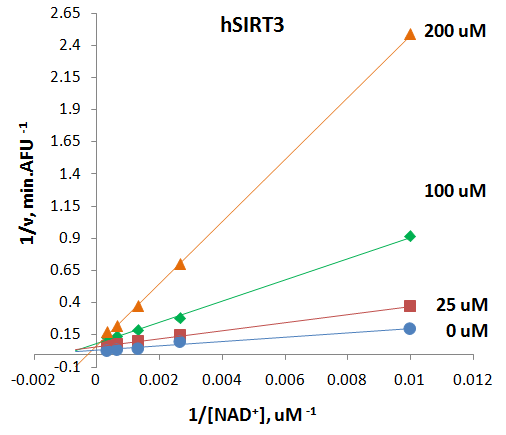 hSIRT3
2.65
2.4
2.15
1.9
1.65
1.4
1.15
0.9
0.65
0.4
0.15
-0.1
1/v, min.AFU -1
200 uM
100 uM
25 uM
0 uM
-0.002 0 0.002 0.004 0.006 0.008 0.01 0.012
1/[NAD+], uM -1